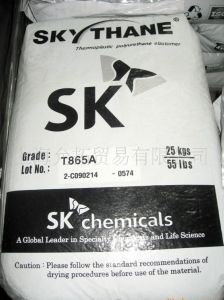 SKYTHANE
Thermoplastic polyurethane elastomer
SK
Grade : T865A 25 kgs
Lot No.: 2-C090214 -0574 55 lbs
SK chemicals
A Global Leader in Specialty Chemicals and Life Science
Caution : Please follow the standard recommendations of
drying procedures before use of the material.